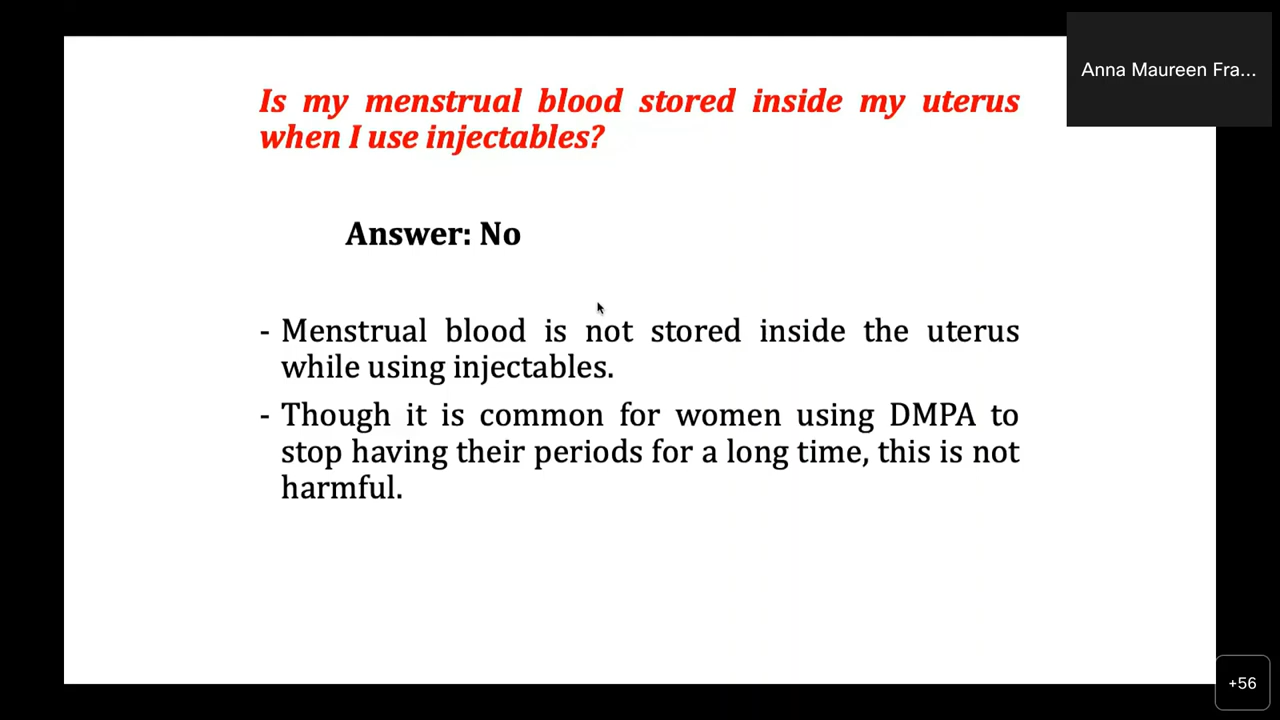 Anna Maureen Fra...
Is my menstrual blood stored inside my uterus
when I use injectables?
Answer: No
- Menstrual blood is not stored inside the uterus
while using injectables.
- Though it is common for women using DMPA to
stop having their periods for a long time, this is not
harmful.
+56